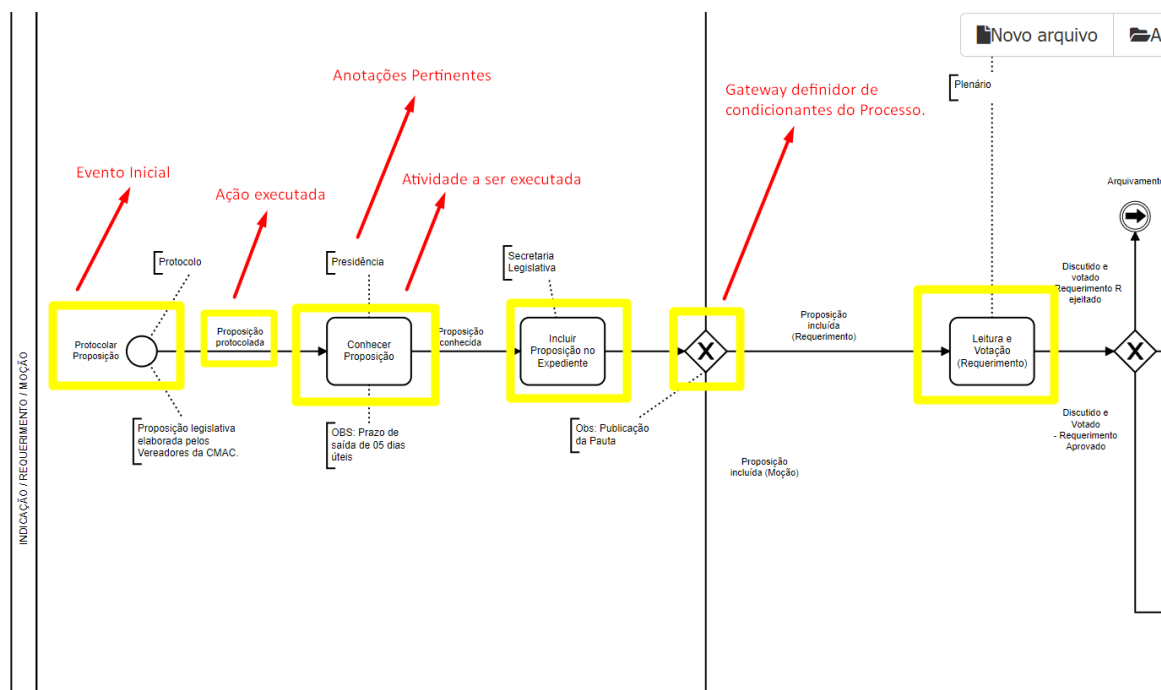 Novo arquivo
A
Anotações Pertinentes
Gateway definidor de
condicionantes do Processo.
Plenário
Evento Inicial
Ação executada
Atividade a ser executada
Arquivamento
Protocolo
Presidência
Secretaria
Legislativa
Discutido e
votado
Requerimento R
ejeitado
Protocolar
Proposição
Proposição
protocolada
Conhecer
Proposição
Proposição
conhecida
Incluir
Proposição no
Expediente
X
Proposição
incluída
(Requerimento)
Leitura e
Votação
(Requerimento)
X
Proposição legislativa
elaborada pelos
Vereadores da CMAC.
OBS: Prazo de
saída de 05 dias
úteis
Obs: Publicação
da Pauta
Discutido e
Votado
- Requerimento
Aprovado
Proposição
incluída (Moção)
INDICAÇÃO / REQUERIMENTO / MOÇÃO